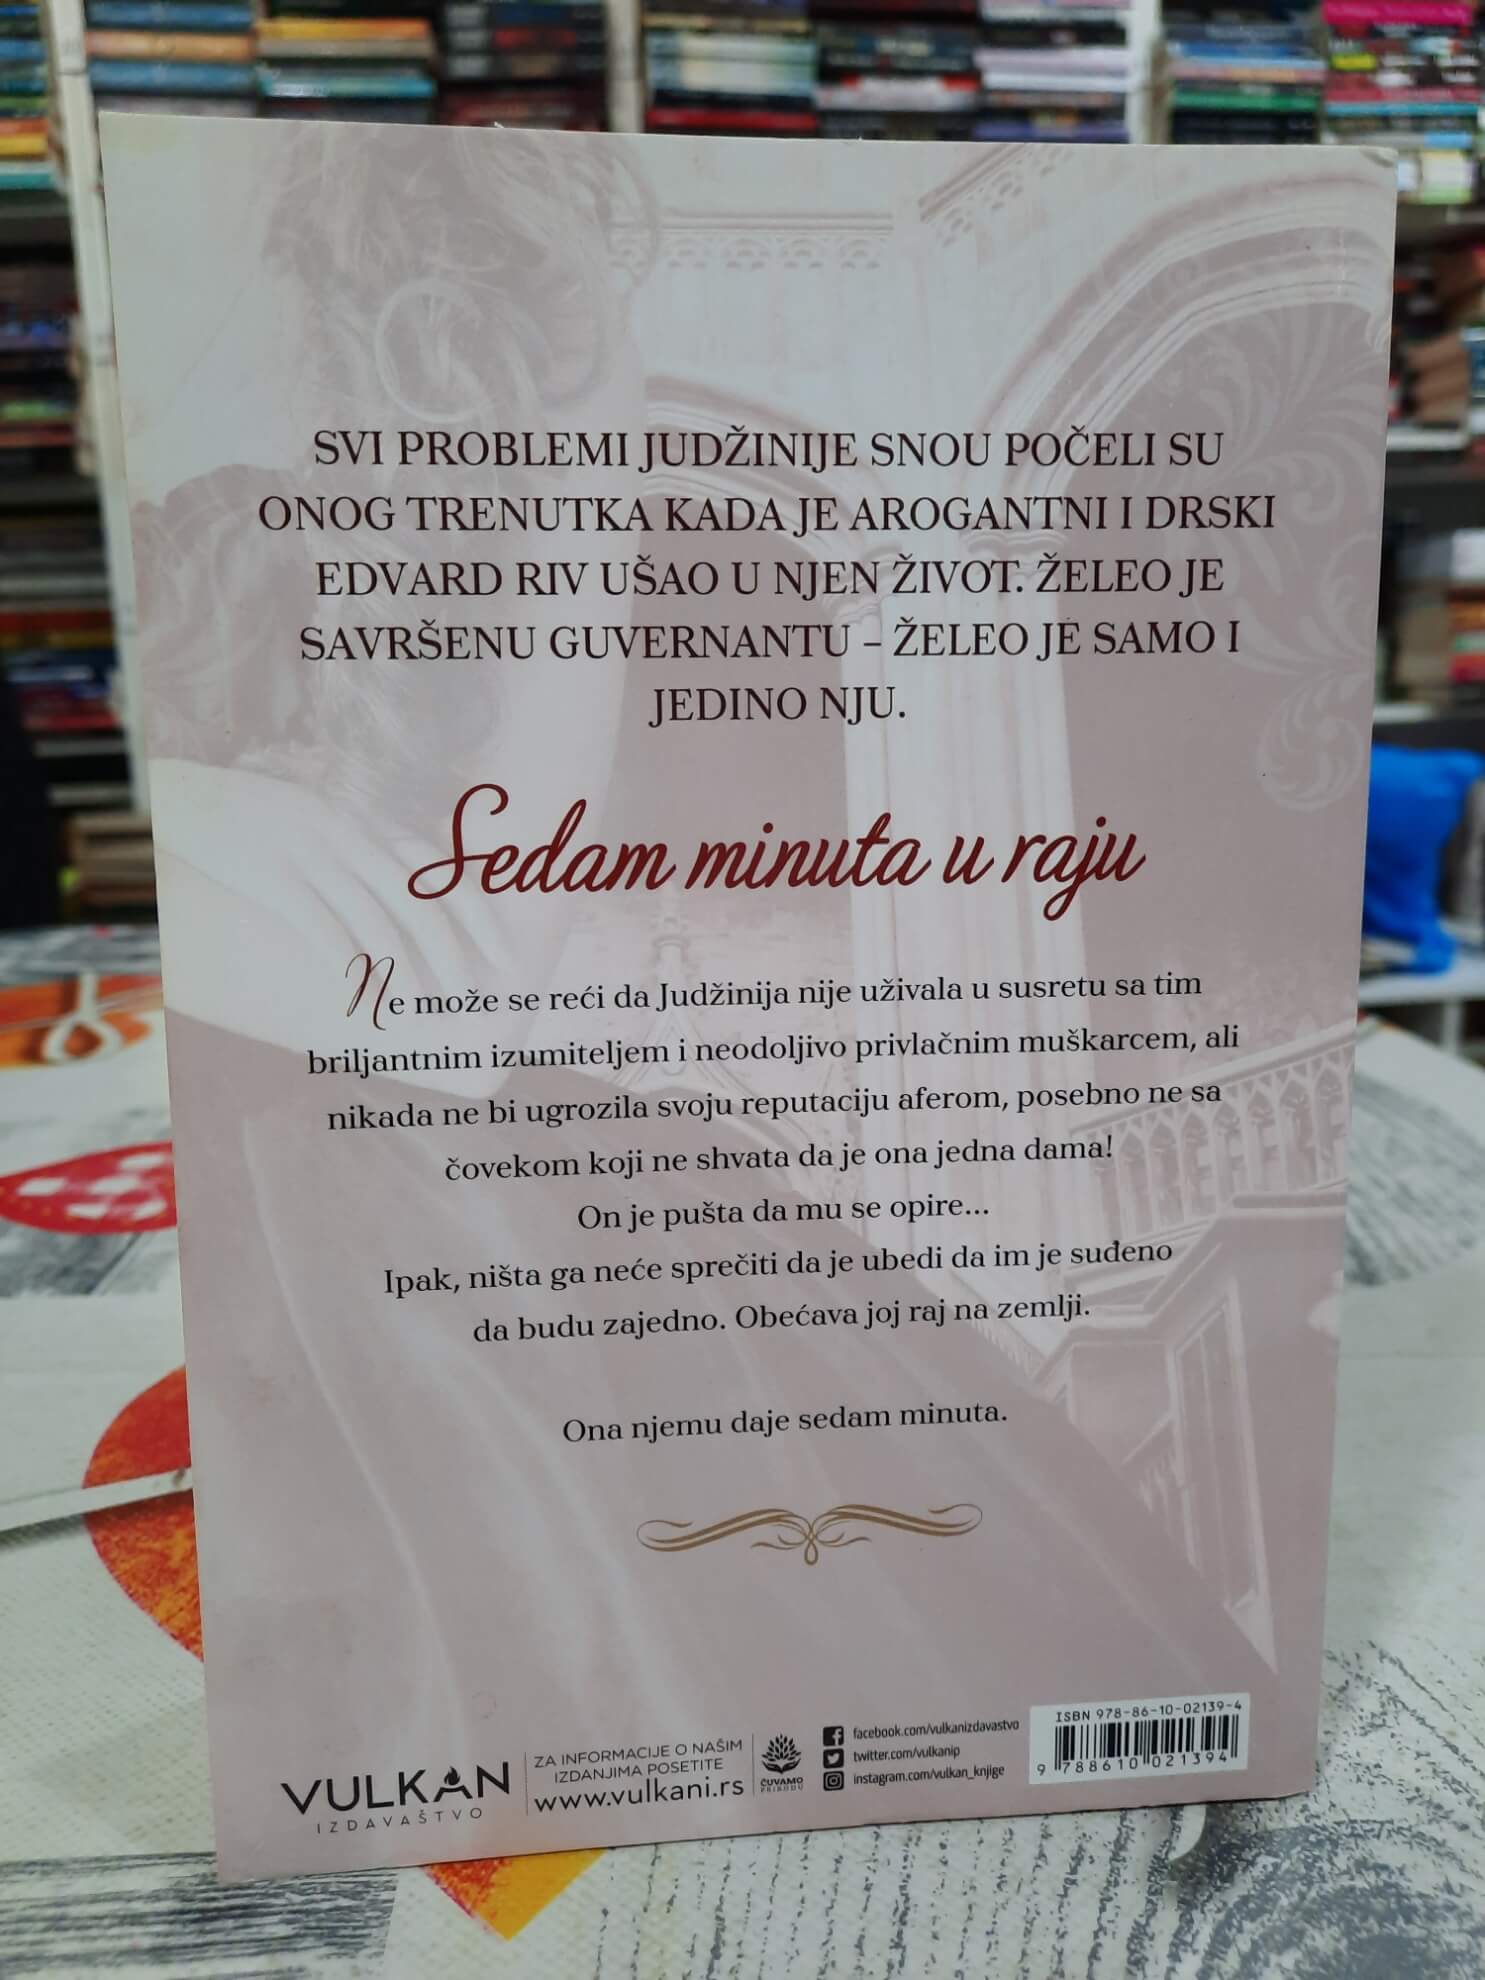 SVI PROBLEMI JUDŽINIJE SNOU POČELI SU
ONOG TRENUTKA KADA JE AROGANTNI I DRSKI
EDVARD RIV UŠAO U NJEN ŽIVOT. ŽELEO JE
SAVRŠENU GUVERNANTU – ŽELEO JE SAMO I
JEDINO NJU.
Sedam minuta u raju
Ne može se reći da Judžinija nije uživala u susretu sa tim
briljantnim izumiteljem i neodoljivo privlačnim muškarcem, ali
nikada ne bi ugrozila svoju reputaciju aferom, posebno ne sa
čovekom koji ne shvata da je ona jedna dama!
On je pušta da mu se opire...
Ipak, ništa ga neće sprečiti da je ubedi da im je suđeno
da budu zajedno. Obećava joj raj na zemlji.
Ona njemu daje sedam minuta.
VULKAN
IZDAVAŠTVO
ZA INFORMACIJE O NAŠIM
IZDANJIMA POSETITE
www.vulkani.rs
ČUVAMO
PRIRODU
facebook.com/vulkanizdavastvo
twitter.com/vulkanip
instagram.com/vulkan_knjige
ISBN 978-86-10-02139-4
9 788610 021394